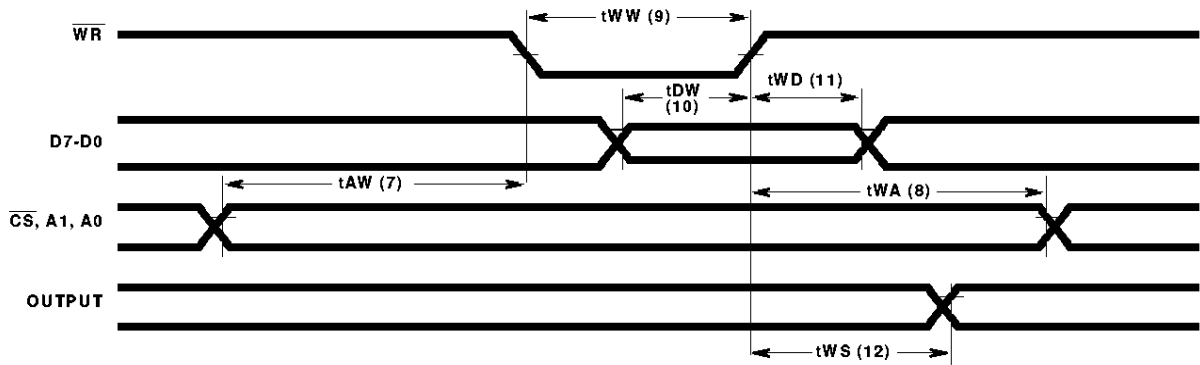 tWW (9)
WR
tDW
(10)
tWD (11)
D7-D0
tAW (7)
tWA (8)
CS, A1, A0
OUTPUT
tWS (12)